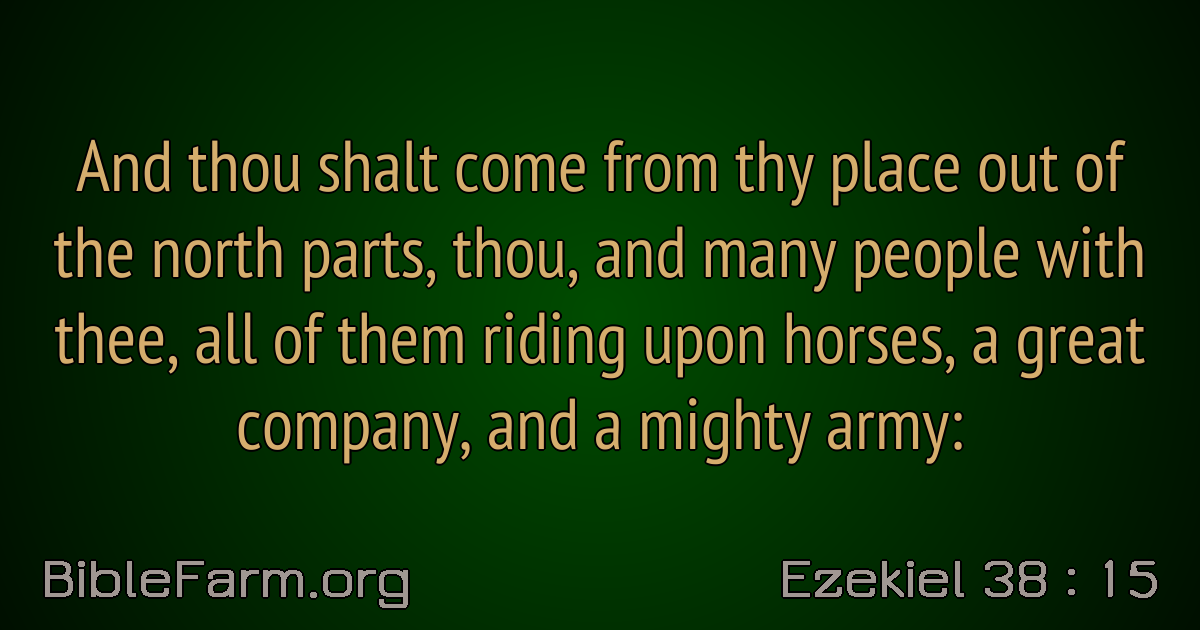 And thou shalt come from thy place out of
the north parts, thou, and many people with
thee, all of them riding upon horses, a great
company, and a mighty army:
BibleFarm.org
Ezekiel 38 : 15